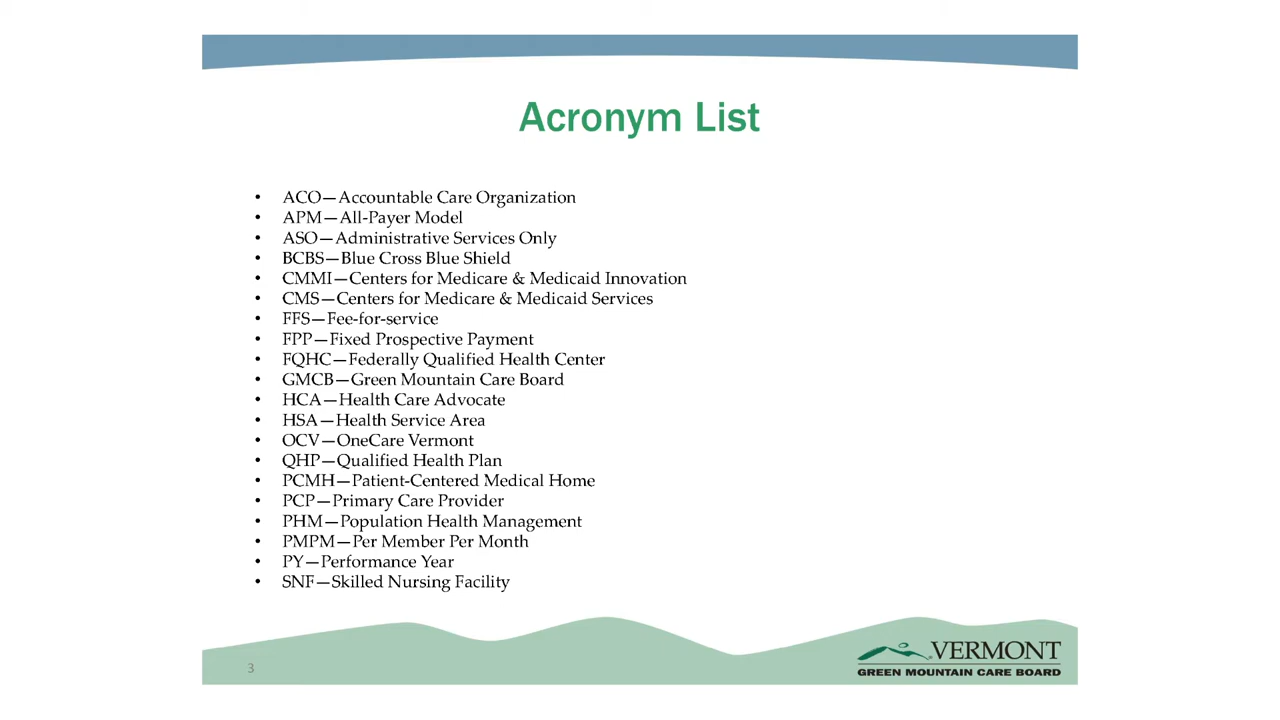 Acronym List
• ACO—Accountable Care Organization
• APM—All-Payer Model
• ASO—Administrative Services Only
• BCBS—Blue Cross Blue Shield
• CMMI—Centers for Medicare & Medicaid Innovation
• CMS—Centers for Medicare & Medicaid Services
• FFS—Fee-for-service
• FPP—Fixed Prospective Payment
• FQHC—Federally Qualified Health Center
• GMCB—Green Mountain Care Board
• HCA—Health Care Advocate
• HSA—Health Service Area
• OCV—OneCare Vermont
• QHP—Qualified Health Plan
• PCMH—Patient-Centered Medical Home
• PCP—Primary Care Provider
• PHM—Population Health Management
• PMPM—Per Member Per Month
• PY—Performance Year
• SNF—Skilled Nursing Facility
3
VERMONT
GREEN MOUNTAIN CARE BOARD